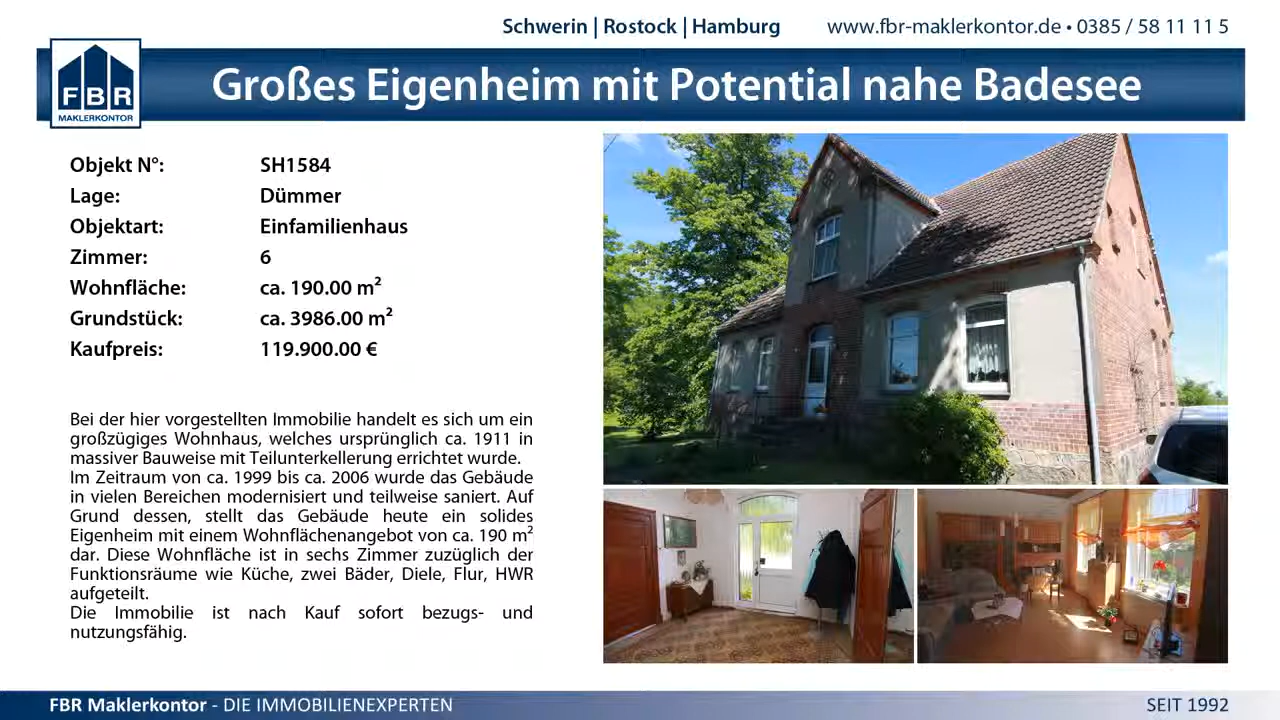 Schwerin | Rostock | Hamburg www.fbr-maklerkontor.de • 0385 / 58 11 11 5
FBR
MAKLERKONTOR
Großes Eigenheim mit Potential nahe Badesee
Objekt N°: SH1584
Lage: Dümmer
Objektart: Einfamilienhaus
Zimmer: 6
Wohnfläche: ca. 190.00 m²
Grundstück: ca. 3986.00 m²
Kaufpreis: 119.900.00 €
Bei der hier vorgestellten Immobilie handelt es sich um ein
großzügiges Wohnhaus, welches ursprünglich ca. 1911 in
massiver Bauweise mit Teilunterkellerung errichtet wurde.
Im Zeitraum von ca. 1999 bis ca. 2006 wurde das Gebäude
in vielen Bereichen modernisiert und teilweise saniert. Auf
Grund dessen, stellt das Gebäude heute ein solides
Eigenheim mit einem Wohnflächenangebot von ca. 190 m²
dar. Diese Wohnfläche ist in sechs Zimmer zuzüglich der
Funktionsräume wie Küche, zwei Bäder, Diele, Flur, HWR
aufgeteilt.
Die Immobilie ist nach Kauf sofort bezugs- und
nutzungsfähig.
FBR Maklerkontor - DIE IMMOBILIENEXPERTEN SEIT 1992